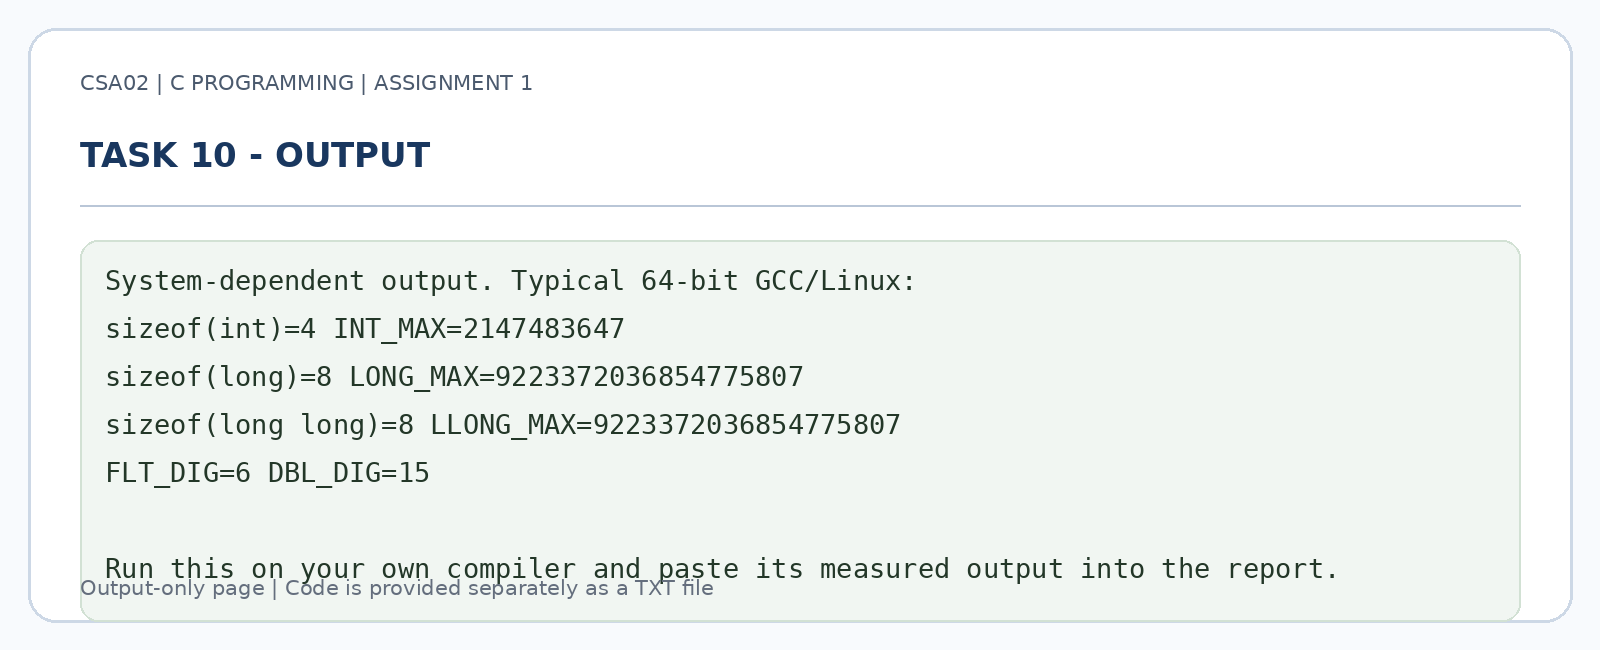 CSA02 | C PROGRAMMING | ASSIGNMENT 1
TASK 10 - OUTPUT
System-dependent output. Typical 64-bit GCC/Linux:
sizeof(int)=4 INT_MAX=2147483647
sizeof(long)=8 LONG_MAX=9223372036854775807
sizeof(long long)=8 LLONG_MAX=9223372036854775807
FLT_DIG=6 DBL_DIG=15
Run this on your own compiler and paste its measured output into the report.
Output-only page | Code is provided separately as a TXT file